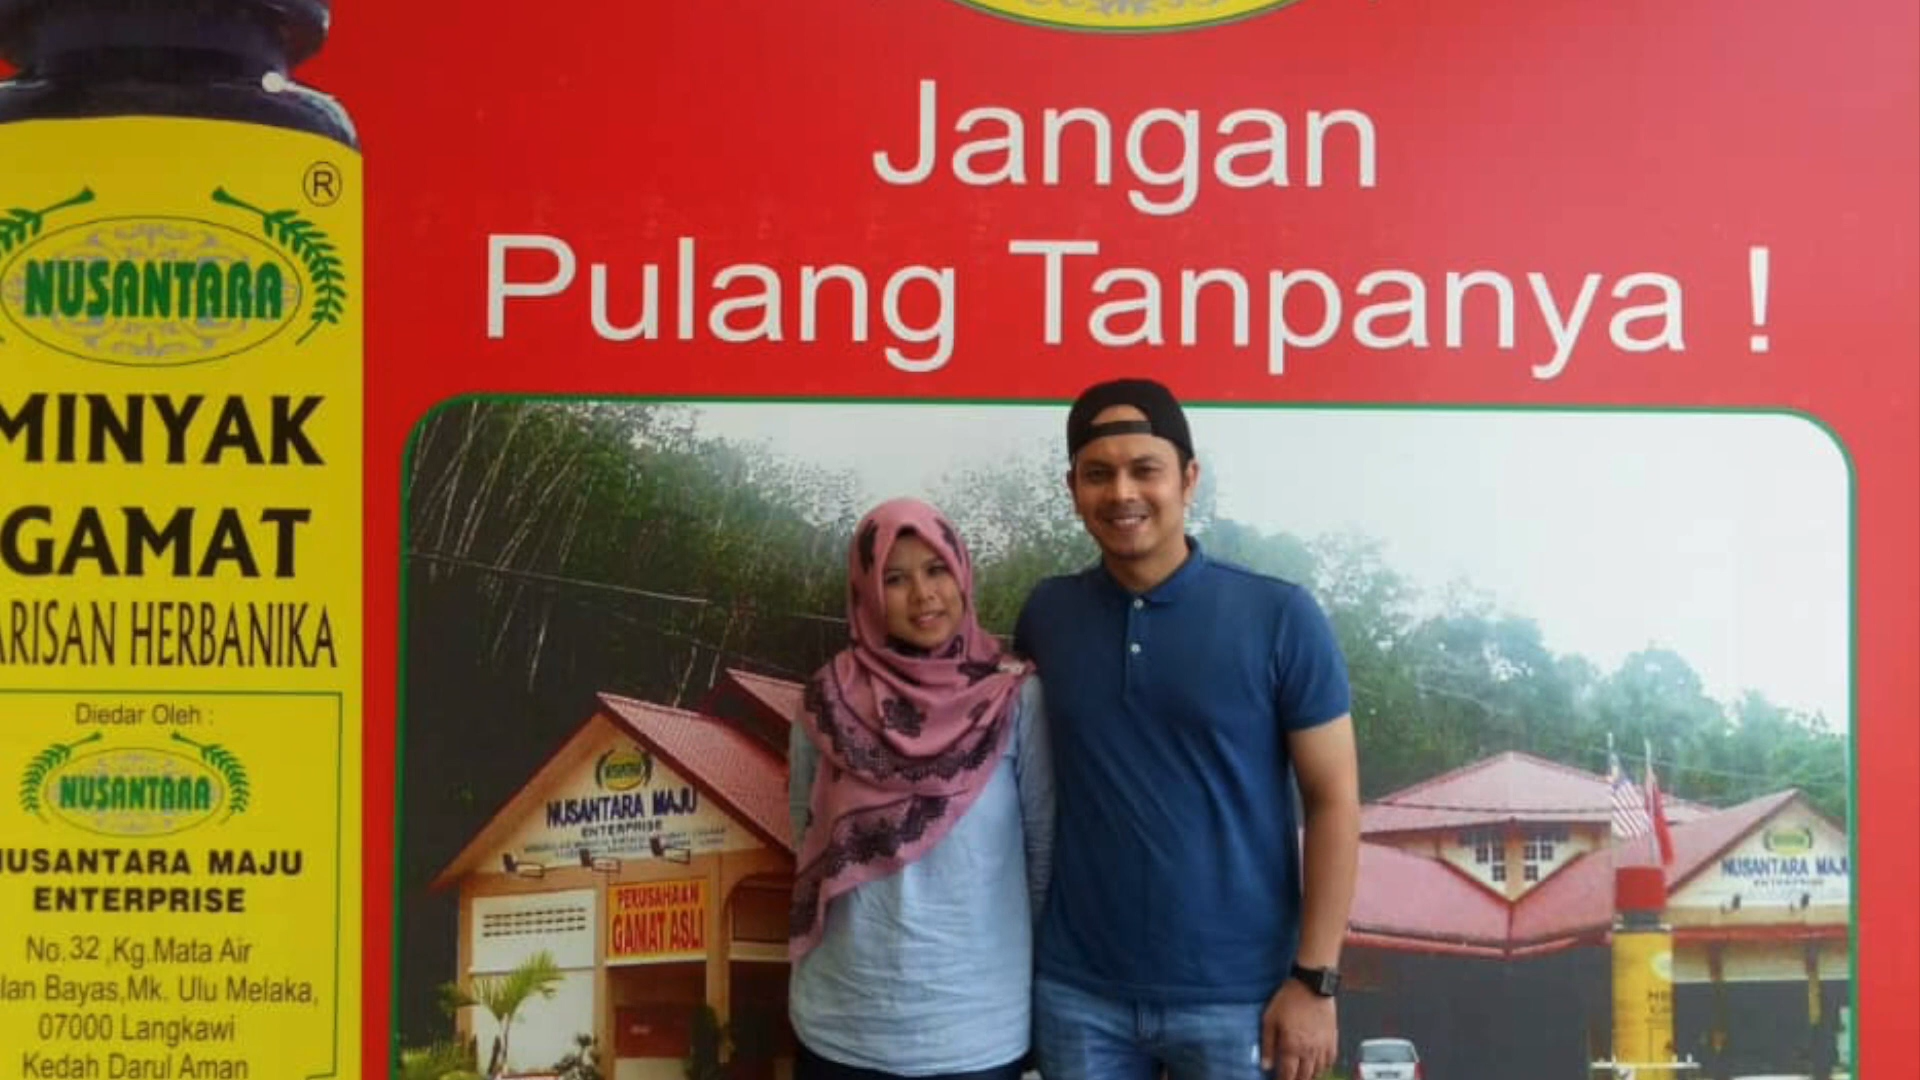 Jangan
Pulang Tanpanya !
®
NUSANTARA
MINYAK
GAMAT
ARISAN HERBANIKA
Diedar Oleh :
NUSANTARA
NUSANTARA MAJU
ENTERPRISE
No.32 ,Kg.Mata Air
lan Bayas,Mk. Ulu Melaka,
07000 Langkawi
Kedah Darul Aman
NUSANTARA MAJU
ENTERPRISE
PERUSAHAAN
GAMAT ASLI
NUSANTARA MAJU
ENTERPRISE